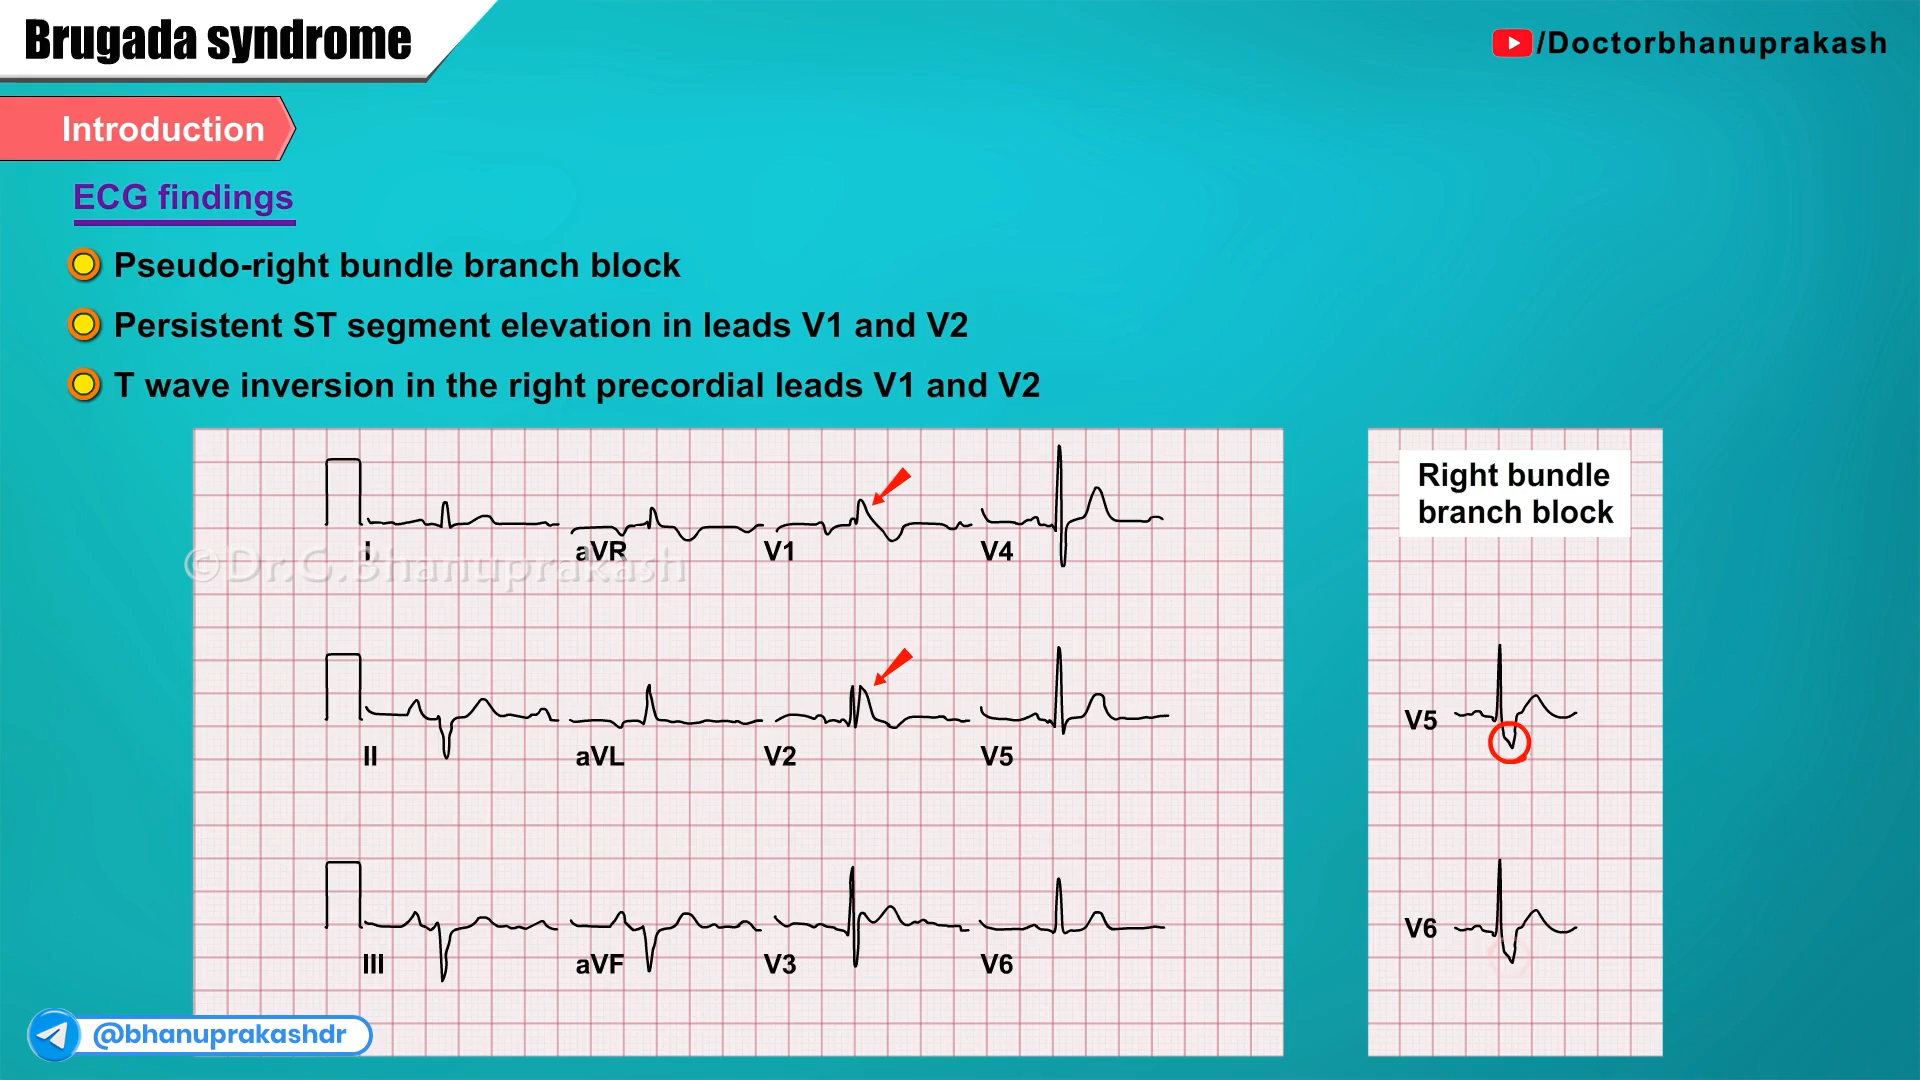 Brugada syndrome
/Doctorbhanuprakash
Introduction
ECG findings
Pseudo-right bundle branch block
Persistent ST segment elevation in leads V1 and V2
T wave inversion in the right precordial leads V1 and V2
Right bundle
branch block
I
aVR
V1
V4
©Dr.G.Bhanuprakash
II
aVL
V2
V5
V5
III
aVF
V3
V6
V6
@bhanuprakashdr